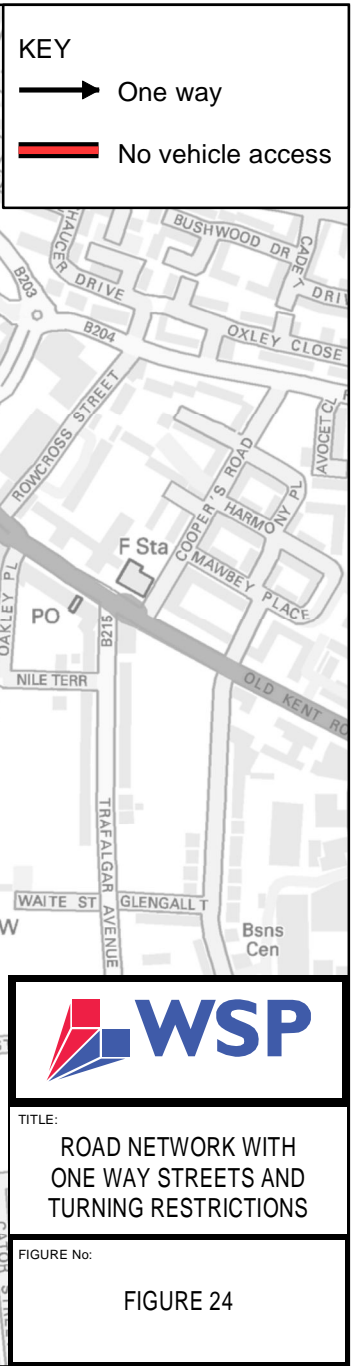 KEY
One way
No vehicle access
BUSHWOOD DR
CADET DRIV
HAUCER DRIVE
B203
B204
OXLEY CLOSE
AVOCET CL
ROWCROSS STREET
COOPER'S ROAD
HARMONY PL
MAWBEY PLACE
F Sta
PO
OAKLEY PL
B215
NILE TERR
OLD KENT RO
TRAFALGAR AVENUE
WAITE ST
GLENGALL T
W
Bsns
Cen
WSP
TITLE:
ROAD NETWORK WITH
ONE WAY STREETS AND
TURNING RESTRICTIONS
FIGURE No:
FIGURE 24